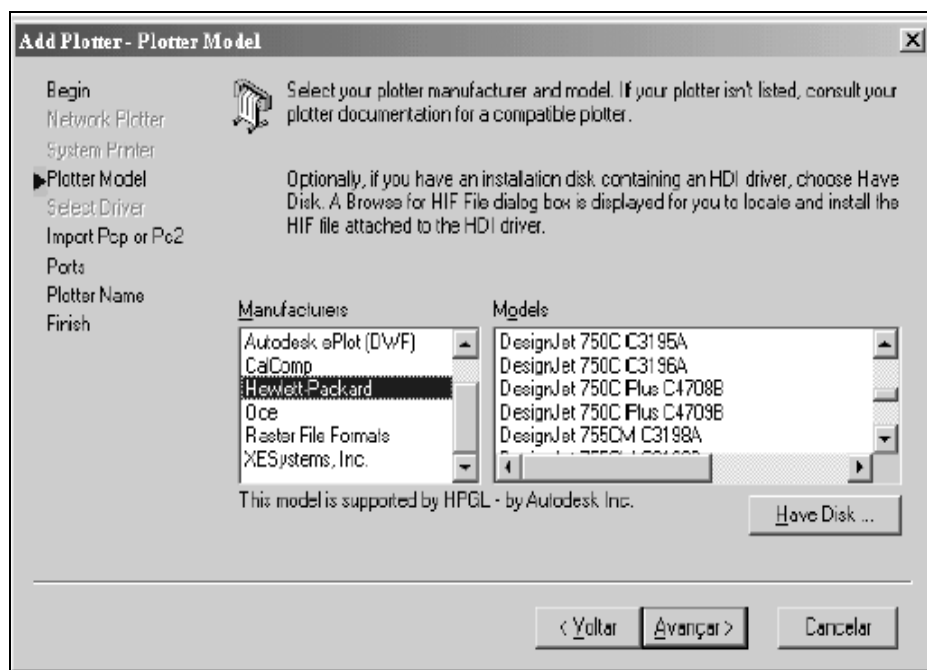 Add Plotter - Plotter Model
Begin
Network Plotter
System Printer
Plotter Model
Select Driver
Import Pcp or Pc2
Ports
Plotter Name
Finish
Select your plotter manufacturer and model. If your plotter isn't listed, consult your
plotter documentation for a compatible plotter.
Optionally, if you have an installation disk containing an HDI driver, choose Have
Disk. A Browse for HIF File dialog box is displayed for you to locate and install the
HIF file attached to the HDI driver.
Manufacturers
Autodesk ePlot (DWF)
CalComp
Hewlett-Packard
Oce
Raster File Formats
XESystems, Inc.
Models
DesignJet 750C C3195A
DesignJet 750C C3196A
DesignJet 750C Plus C4708B
DesignJet 750C Plus C4709B
DesignJet 755CM C3198A
This model is supported by HPGL - by Autodesk Inc.
Have Disk ...
< Voltar
Avançar >
Cancelar